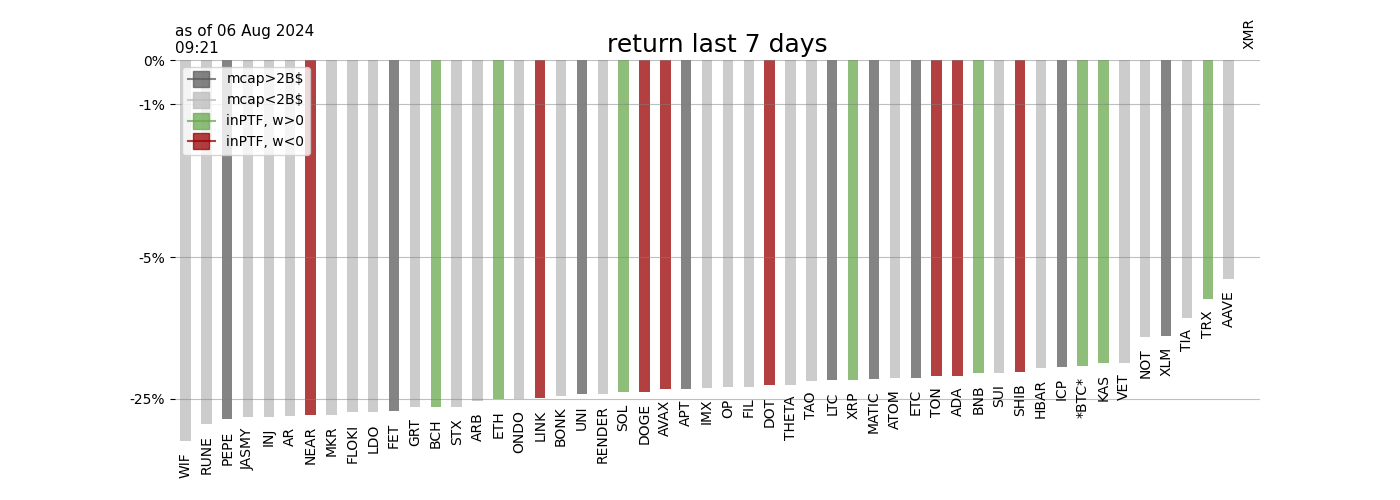 as of 06 Aug 2024
09:21
return last 7 days
XMR
0%
-1%
-5%
-25%
mcap>2B$
mcap<2B$
inPTF, w>0
inPTF, w<0
WIF
RUNE
PEPE
JASMY
INJ
AR
NEAR
MKR
FLOKI
LDO
FET
GRT
BCH
STX
ARB
ETH
ONDO
LINK
BONK
UNI
RENDER
SOL
DOGE
AVAX
APT
IMX
OP
FIL
DOT
THETA
TAO
LTC
XRP
MATIC
ATOM
ETC
TON
ADA
BNB
SUI
SHIB
HBAR
ICP
*BTC*
KAS
VET
NOT
XLM
TIA
TRX
AAVE